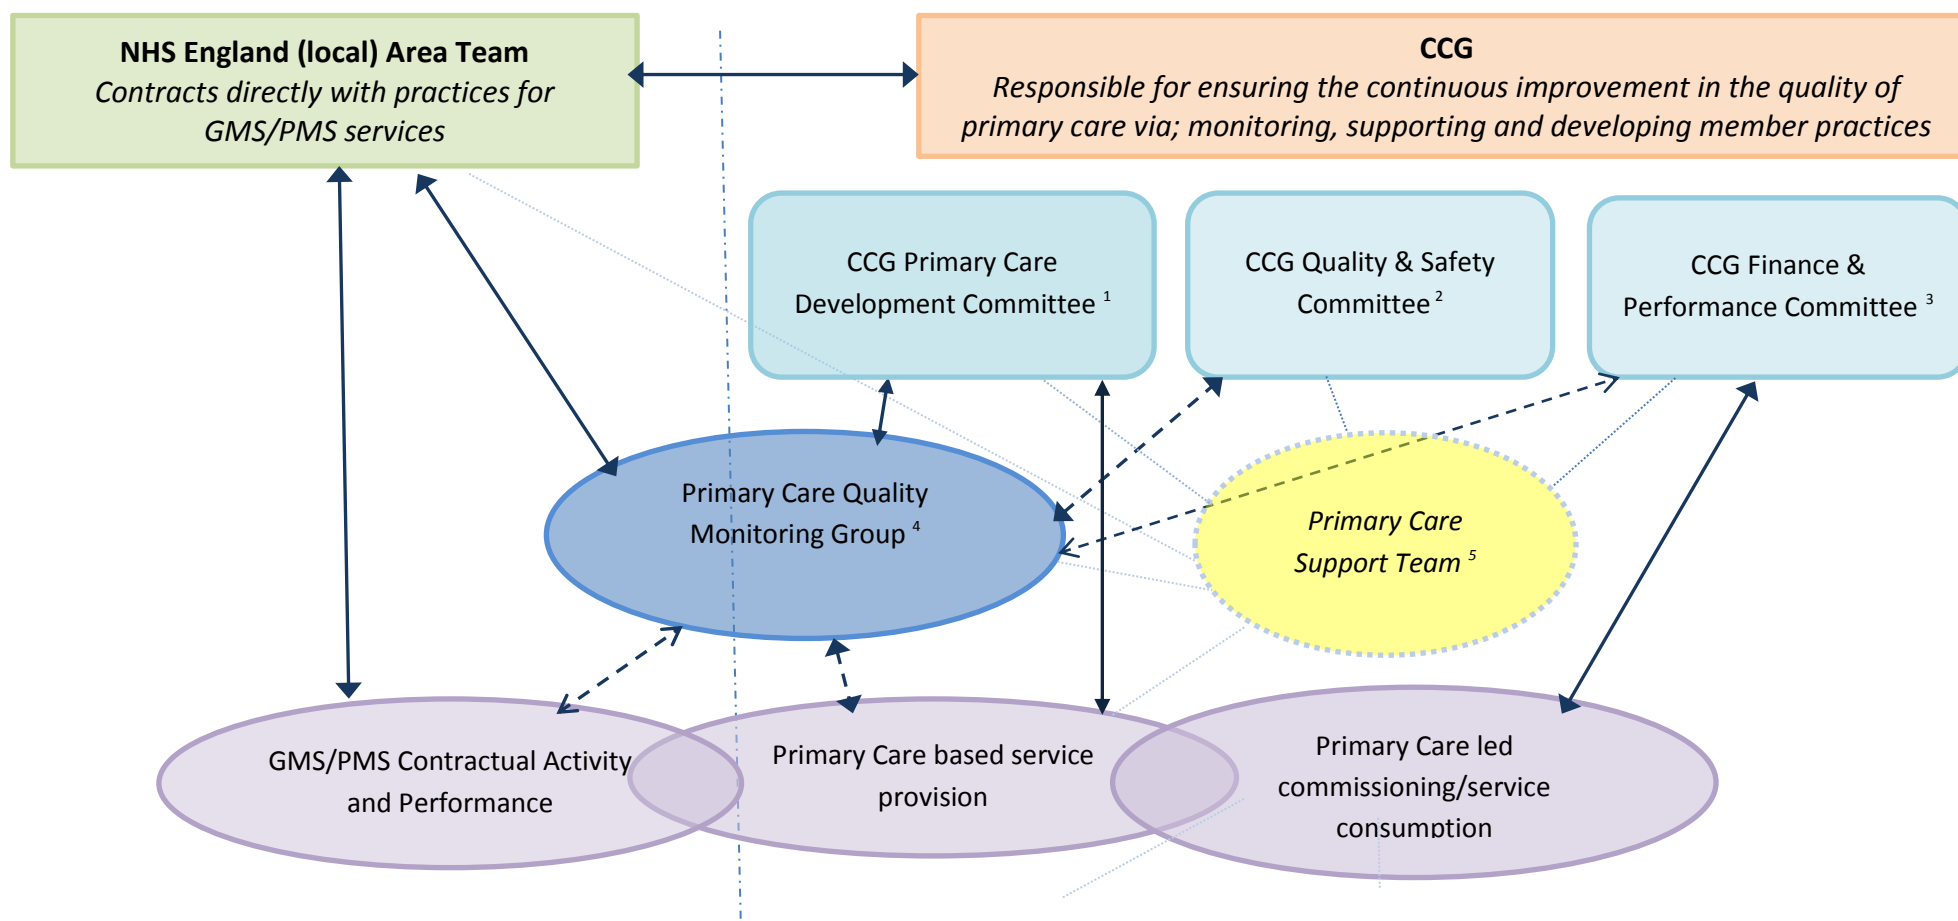 NHS England (local) Area Team
Contracts directly with practices for
GMS/PMS services
CCG
Responsible for ensuring the continuous improvement in the quality of
primary care via; monitoring, supporting and developing member practices
CCG Primary Care
Development Committee 1
CCG Quality & Safety
Committee 2
CCG Finance &
Performance Committee 3
Primary Care Quality
Monitoring Group 4
Primary Care
Support Team 5
GMS/PMS Contractual Activity
and Performance
Primary Care based service
provision
Primary Care led
commissioning/service
consumption